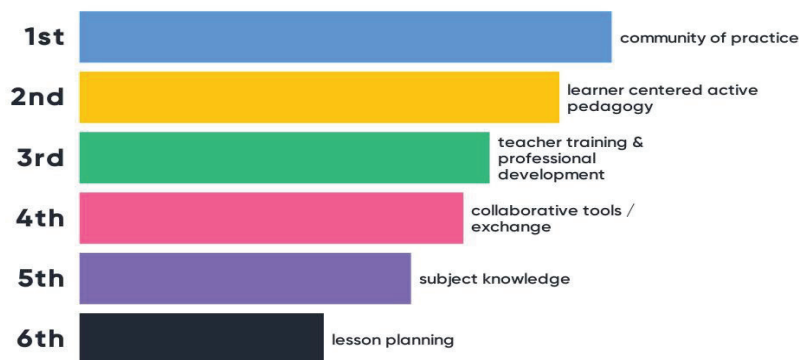 1st
community of practice
2nd
learner centered active
pedagogy
3rd
teacher training &
professional
development
4th
collaborative tools /
exchange
5th
subject knowledge
6th
lesson planning